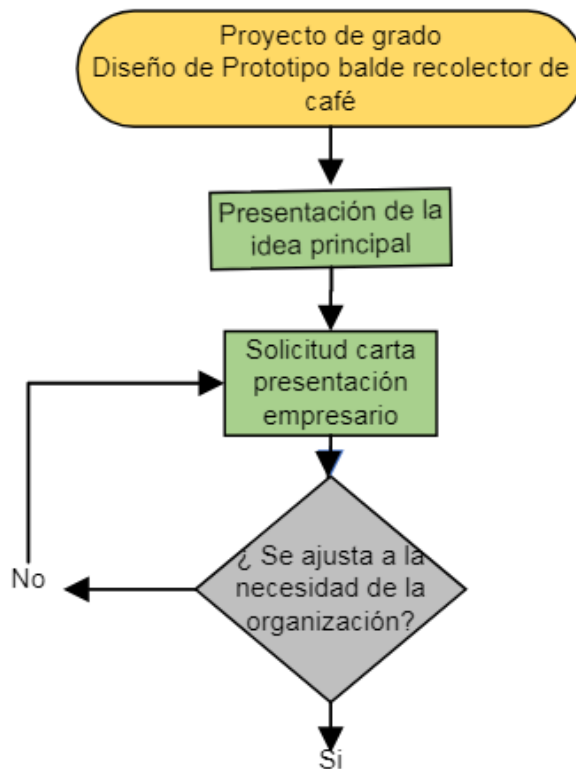 Proyecto de grado
Diseño de Prototipo balde recolector de
café
Presentación de la
idea principal
Solicitud carta
presentación
empresario
¿ Se ajusta a la
necesidad de la
organización?
No
Si